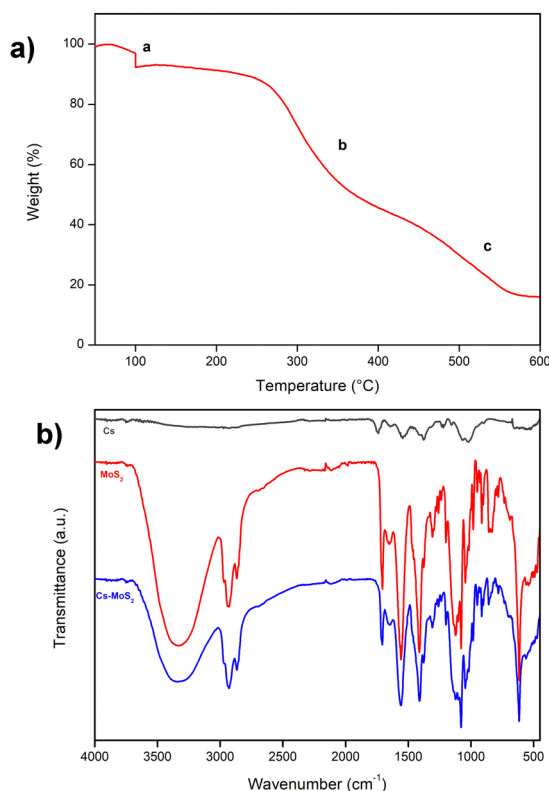 a)
100
80
60
40
20
0
Weight (%)
a
b
c
100
200
300
400
500
600
Temperature (°C)
b)
Cs
MoS₂
Cs-MoS₂
Transmittance (a.u.)
4000
3500
3000
2500
2000
1500
1000
500
Wavenumber (cm⁻¹)